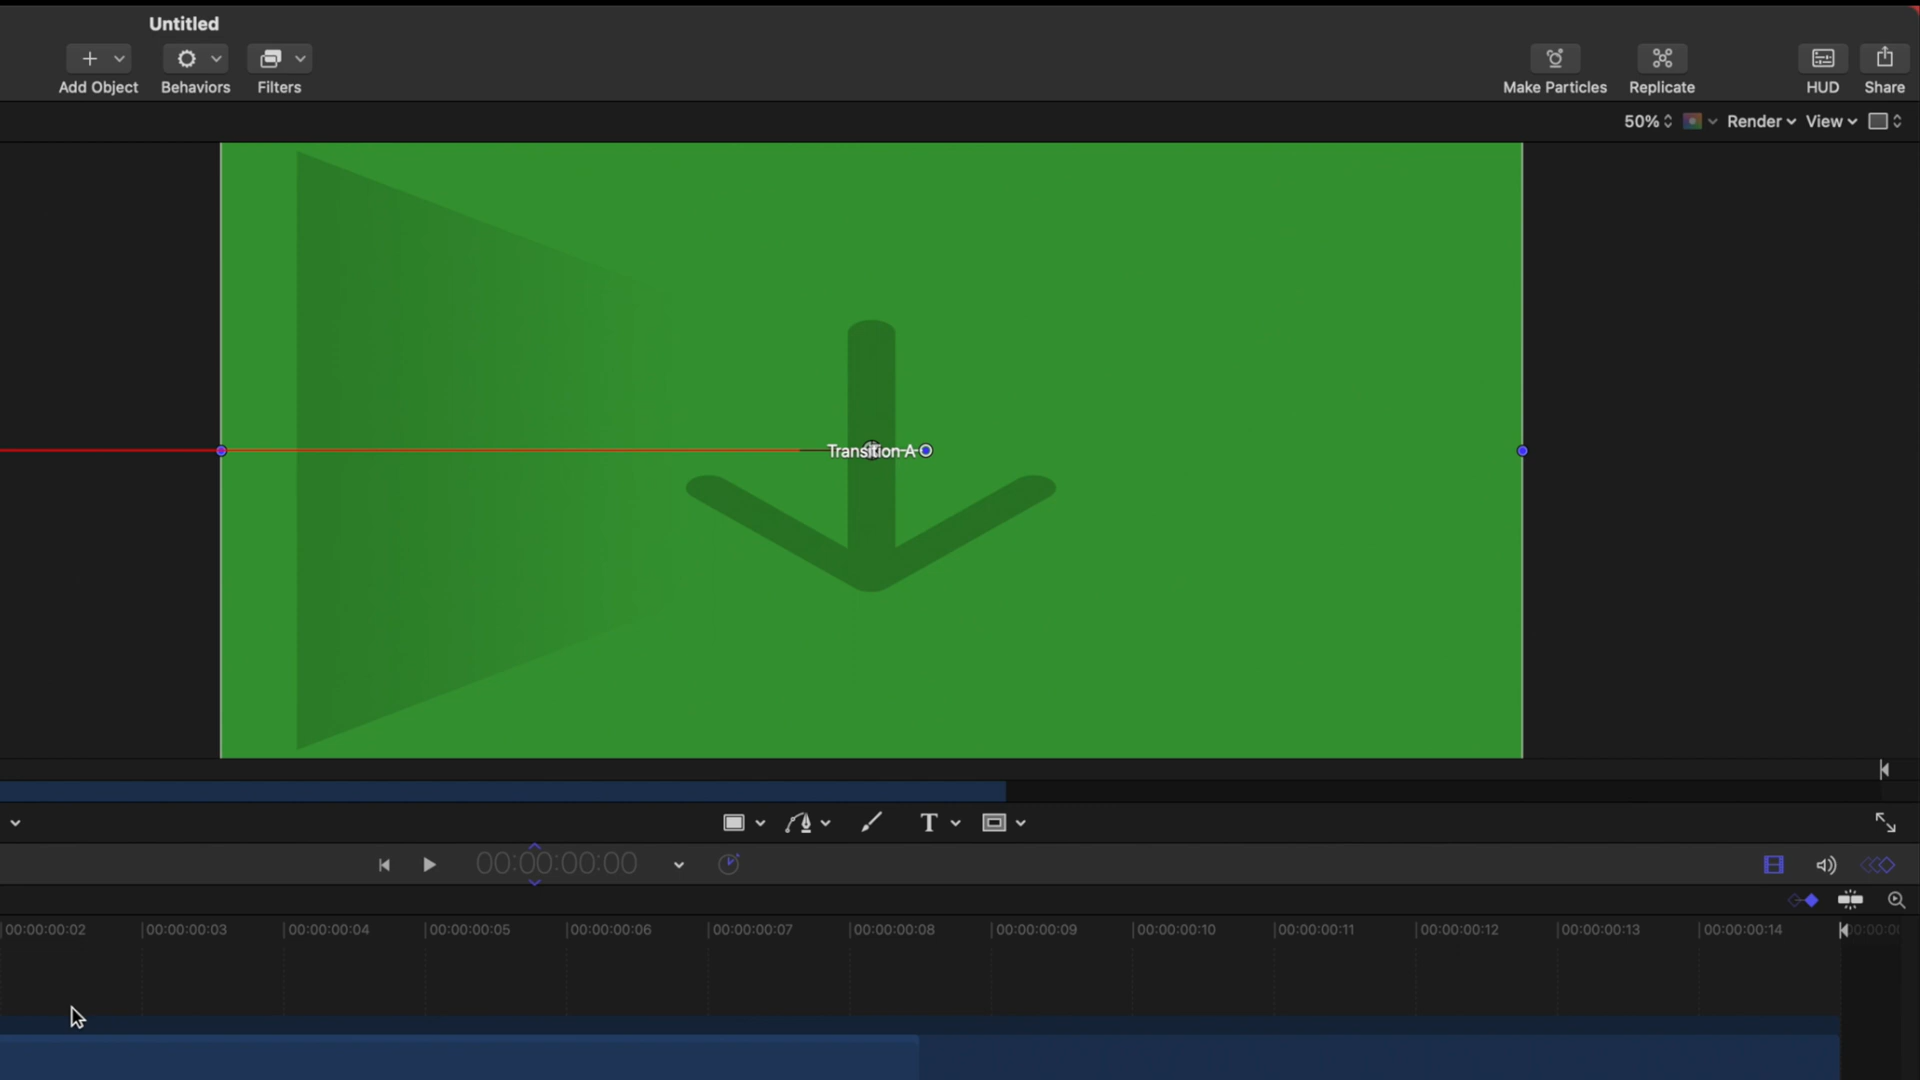 Untitled
Add Object
Behaviors
Filters
Make Particles
Replicate
HUD
Share
50%
Render
View
Transition A
T
00:00:00:00
00:00:00:02
00:00:00:03
00:00:00:04
00:00:00:05
00:00:00:06
00:00:00:07
00:00:00:08
00:00:00:09
00:00:00:10
00:00:00:11
00:00:00:12
00:00:00:13
00:00:00:14